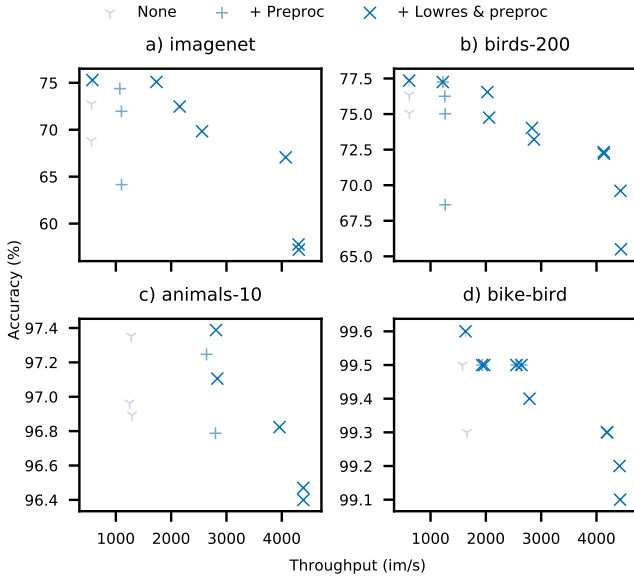 None + Preproc + Lowres & preproc
a) imagenet
b) birds-200
75
70
65
60
77.5
75.0
72.5
70.0
67.5
65.0
Accuracy (%)
c) animals-10
d) bike-bird
97.4
97.2
97.0
96.8
96.6
96.4
99.6
99.5
99.4
99.3
99.2
99.1
1000 2000 3000 4000
1000 2000 3000 4000
Throughput (im/s)